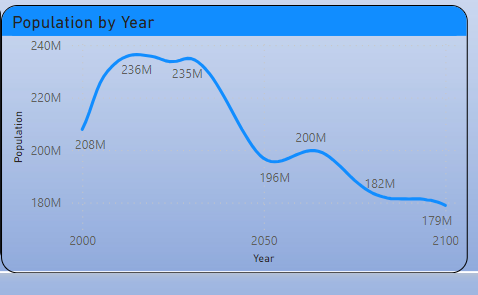 Population by Year
240M
236M
235M
220M
Population
200M
200M
208M
196M
182M
180M
179M
2000
2050
2100
Year